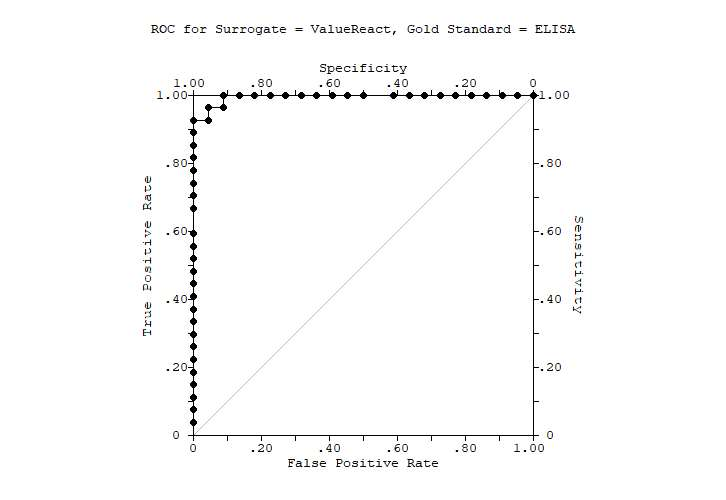 ROC for Surrogate = ValueReact, Gold Standard = ELISA
Specificity
1.00 .80 .60 .40 .20 0
1.00 1.00
.80 .80
.60 .60
.40 .40
.20 .20
0 0
True Positive Rate
Sensitivity
0 .20 .40 .60 .80 1.00
False Positive Rate